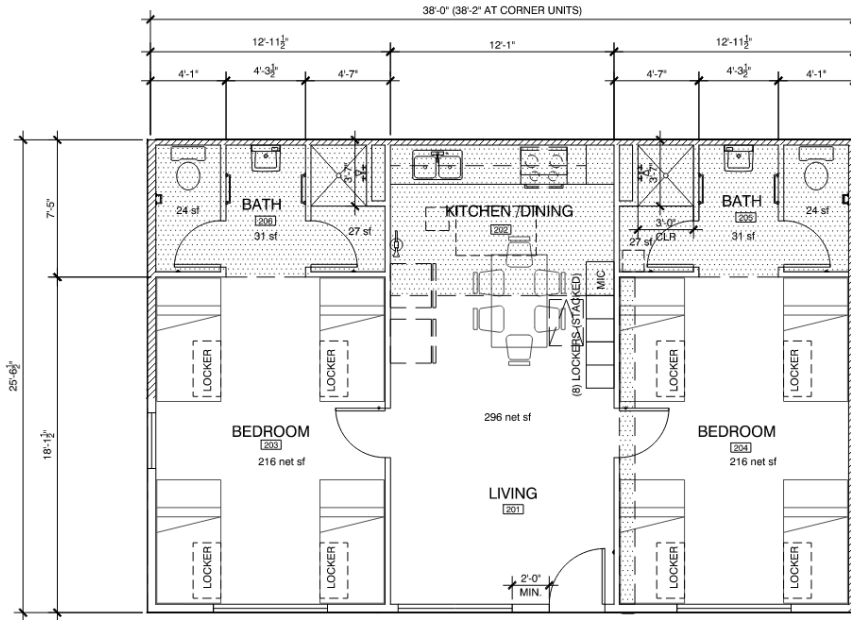 38'-0" (38'-2" AT CORNER UNITS)
12'-11½" 12'-1" 12'-11½"
4'-1" 4'-3½" 4'-7" 4'-7" 4'-3½" 4'-1"
3'-7" 3'-7"
BATH KITCHEN /DINING BATH
24 sf 206 202 205 24 sf
31 sf 27 sf 3'-0" 31 sf
27 sf CLR
7'-5"
MIC
(8) LOCKERS (STACKED)
LOCKER LOCKER LOCKER LOCKER
25'-6½"
18'-1½"
296 net sf
BEDROOM BEDROOM
203 204
216 net sf 216 net sf
LIVING
201
LOCKER LOCKER LOCKER LOCKER
2'-0"
MIN.